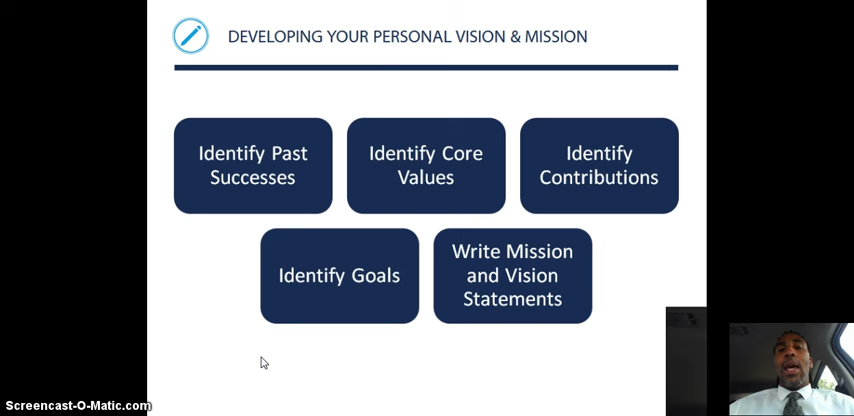 DEVELOPING YOUR PERSONAL VISION & MISSION
Identify Past
Successes
Identify Core
Values
Identify
Contributions
Identify Goals
Write Mission
and Vision
Statements
Screencast-O-Matic.com